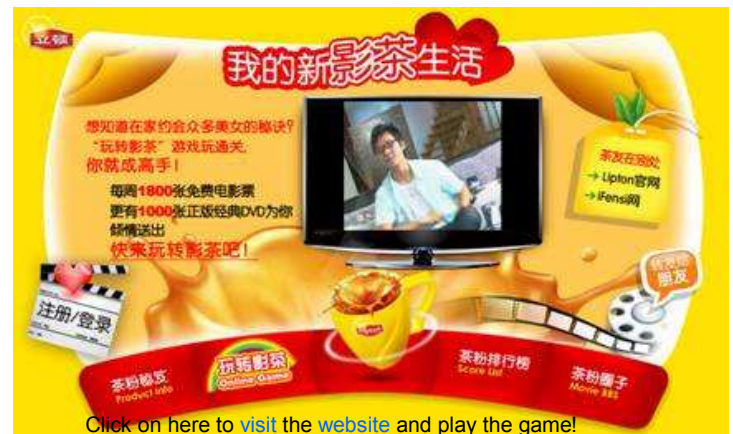 立顿
我的新影茶生活
想知道在家约会众多美女的秘诀?
“玩转影茶”游戏玩通关,
你就成高手!
每周1800张免费电影票
更有1000张正版经典DVD为你
倾情送出
快来玩转影茶吧!
茶友在别处
→ Lipton官网
→ iFensi网
朋友
注册/登录
Lipton
茶粉秘笈
Product Info
玩转影茶
Online Game
茶粉排行榜
Score List
茶粉圈子
Movie BBS
Click on here to visit the website and play the game!